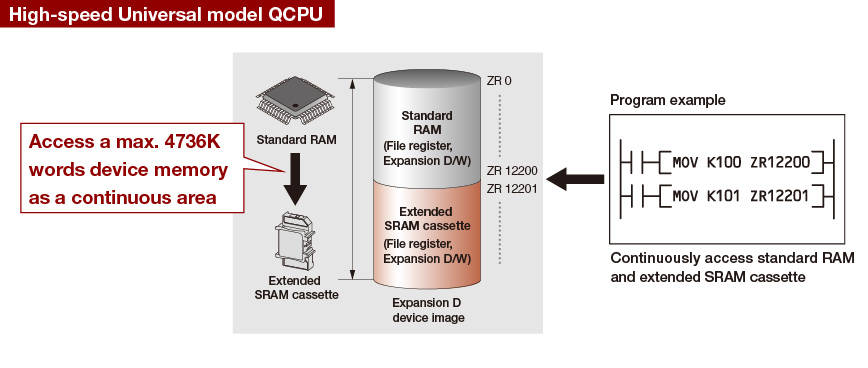 High-speed Universal model QCPU
Access a max. 4736K
words device memory
as a continuous area
Standard RAM
Extended
SRAM cassette
Standard
RAM
(File register,
Expansion D/W)
Extended
SRAM cassette
(File register,
Expansion D/W)
Expansion D
device image
ZR 0
ZR 12200
ZR 12201
Program example
MOV K100 ZR12200
MOV K101 ZR12201
Continuously access standard RAM
and extended SRAM cassette